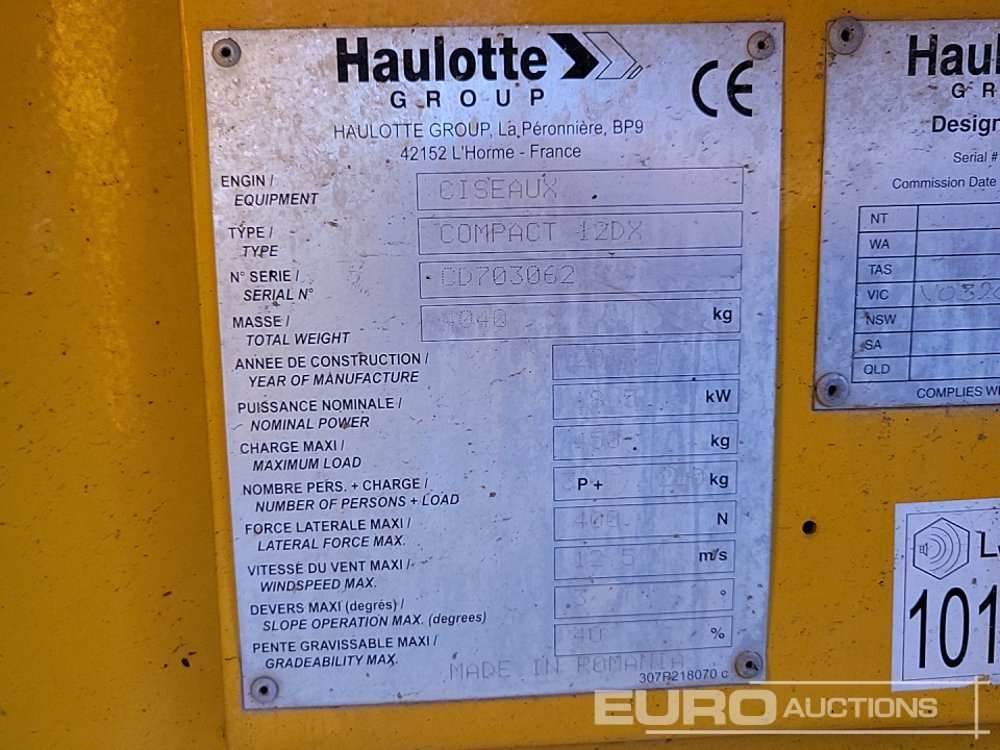 Haulotte
GROUP
CE
HAULOTTE GROUP, La Péronnière, BP9
42152 L'Horme - France
ENGIN /
EQUIPMENT
CISEAUX
TYPE /
TYPE
COMPACT 12DX
N° SERIE /
SERIAL N°
CD703062
MASSE /
TOTAL WEIGHT
4040 kg
ANNEE DE CONSTRUCTION /
YEAR OF MANUFACTURE
PUISSANCE NOMINALE /
NOMINAL POWER
kW
CHARGE MAXI /
MAXIMUM LOAD
kg
NOMBRE PERS. + CHARGE /
NUMBER OF PERSONS + LOAD
P + kg
FORCE LATERALE MAXI /
LATERAL FORCE MAX.
400 N
VITESSE DU VENT MAXI /
WINDSPEED MAX.
12.5 m/s
DEVERS MAXI (degrés) /
SLOPE OPERATION MAX. (degrees)
3 °
PENTE GRAVISSABLE MAXI /
GRADEABILITY MAX.
40 %
MADE IN ROMANIA
307P218070 c
Haul
GR
Design
Serial #
Commission Date
NT
WA
TAS
VIC
NSW
SA
QLD
COMPLIES
101
EURO AUCTIONS